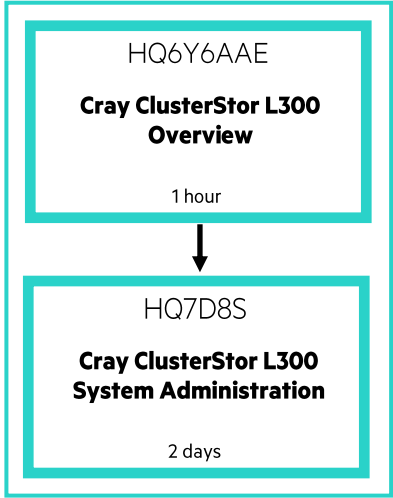 HQ6Y6AAE
Cray ClusterStor L300
Overview
1 hour
HQ7D8S
Cray ClusterStor L300
System Administration
2 days